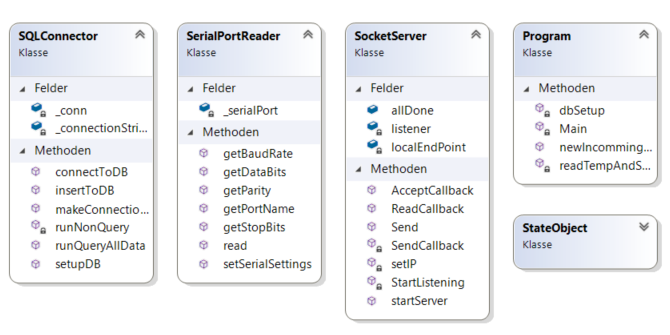 SQLConnector
Klasse
Felder
_conn
_connectionStri...
Methoden
connectToDB
insertToDB
makeConnectio...
runNonQuery
runQueryAllData
setupDB
SerialPortReader
Klasse
Felder
_serialPort
Methoden
getBaudRate
getDataBits
getParity
getPortName
getStopBits
read
setSerialSettings
SocketServer
Klasse
Felder
allDone
listener
localEndPoint
Methoden
AcceptCallback
ReadCallback
Send
SendCallback
setIP
StartListening
startServer
Program
Klasse
Methoden
dbSetup
Main
newIncomming...
readTempAndS...
StateObject
Klasse